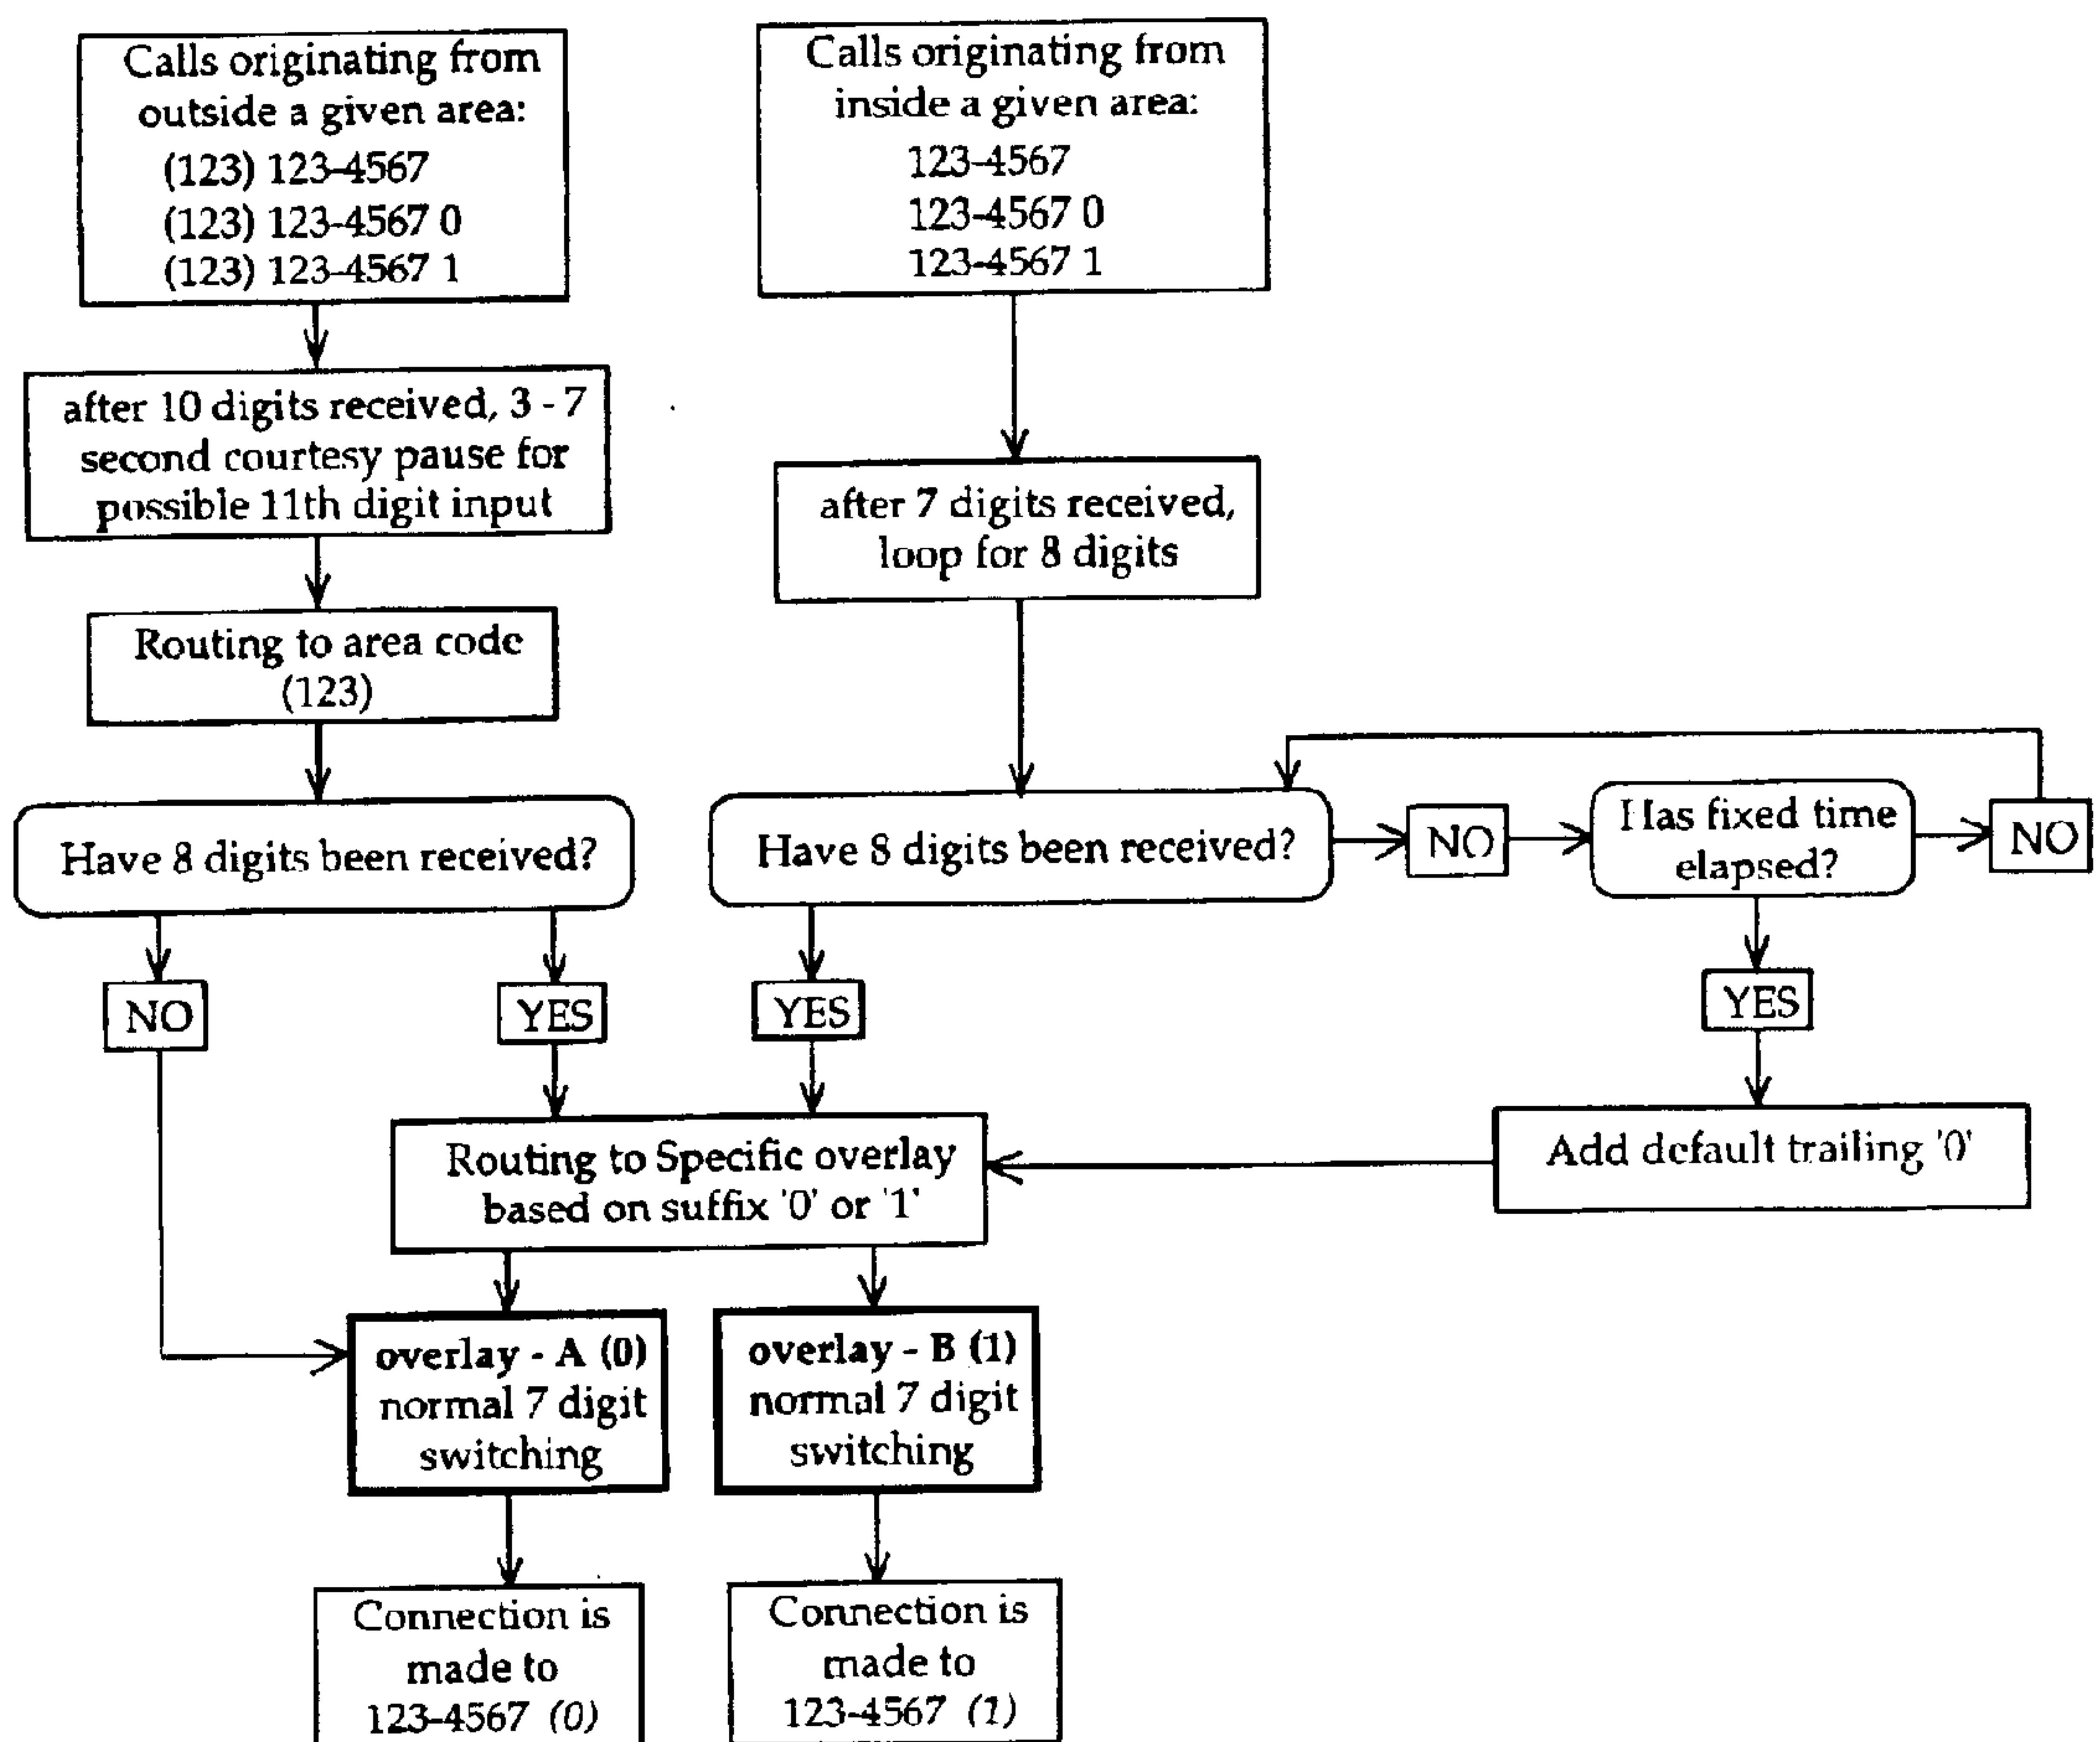 Calls originating from
outside a given area:
(123) 123-4567
(123) 123-4567 0
(123) 123-4567 1
Calls originating from
inside a given area:
123-4567
123-4567 0
123-4567 1
after 10 digits received, 3 - 7
second courtesy pause for
possible 11th digit input
after 7 digits received,
loop for 8 digits
Routing to area code
(123)
Have 8 digits been received?
Have 8 digits been received?
NO
Has fixed time
elapsed?
NO
NO
YES
YES
YES
Routing to Specific overlay
based on suffix '0' or '1'
Add default trailing '0'
overlay - A (0)
normal 7 digit
switching
overlay - B (1)
normal 7 digit
switching
Connection is
made to
123-4567 (0)
Connection is
made to
123-4567 (1)